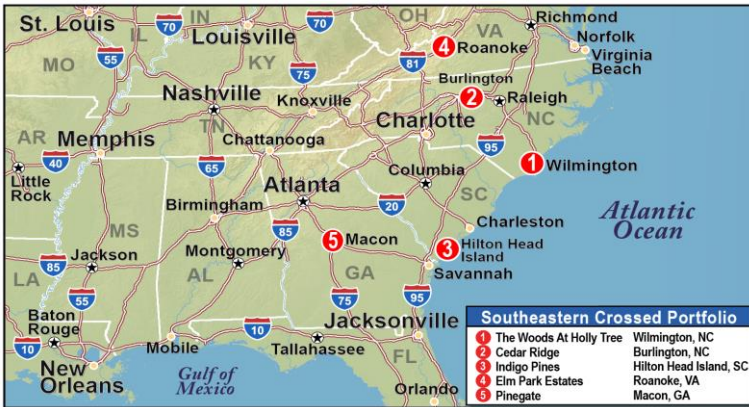 St. Louis
IL
IN
Louisville
OH
VA
Richmond
Norfolk
Virginia
Beach
MO
KY
4 Roanoke
70
70
55
75
81
Burlington
Nashville
Knoxville
2
Raleigh
AR
Memphis
TN
Chattanooga
Charlotte
NC
95
40
65
1 Wilmington
Little
Rock
Columbia
Atlanta
20
SC
Birmingham
Charleston
Atlantic
Ocean
MS
85
5 Macon
3 Hilton Head
Island
Jackson
Montgomery
Savannah
LA
85
AL
GA
55
75
95
Baton
Rouge
10
Jacksonville
Mobile
Tallahassee
10
FL
New
Orleans
Gulf of
Mexico
Orlando
Southeastern Crossed Portfolio
1 The Woods At Holly Tree Wilmington, NC
2 Cedar Ridge Burlington, NC
3 Indigo Pines Hilton Head Island, SC
4 Elm Park Estates Roanoke, VA
5 Pinegate Macon, GA